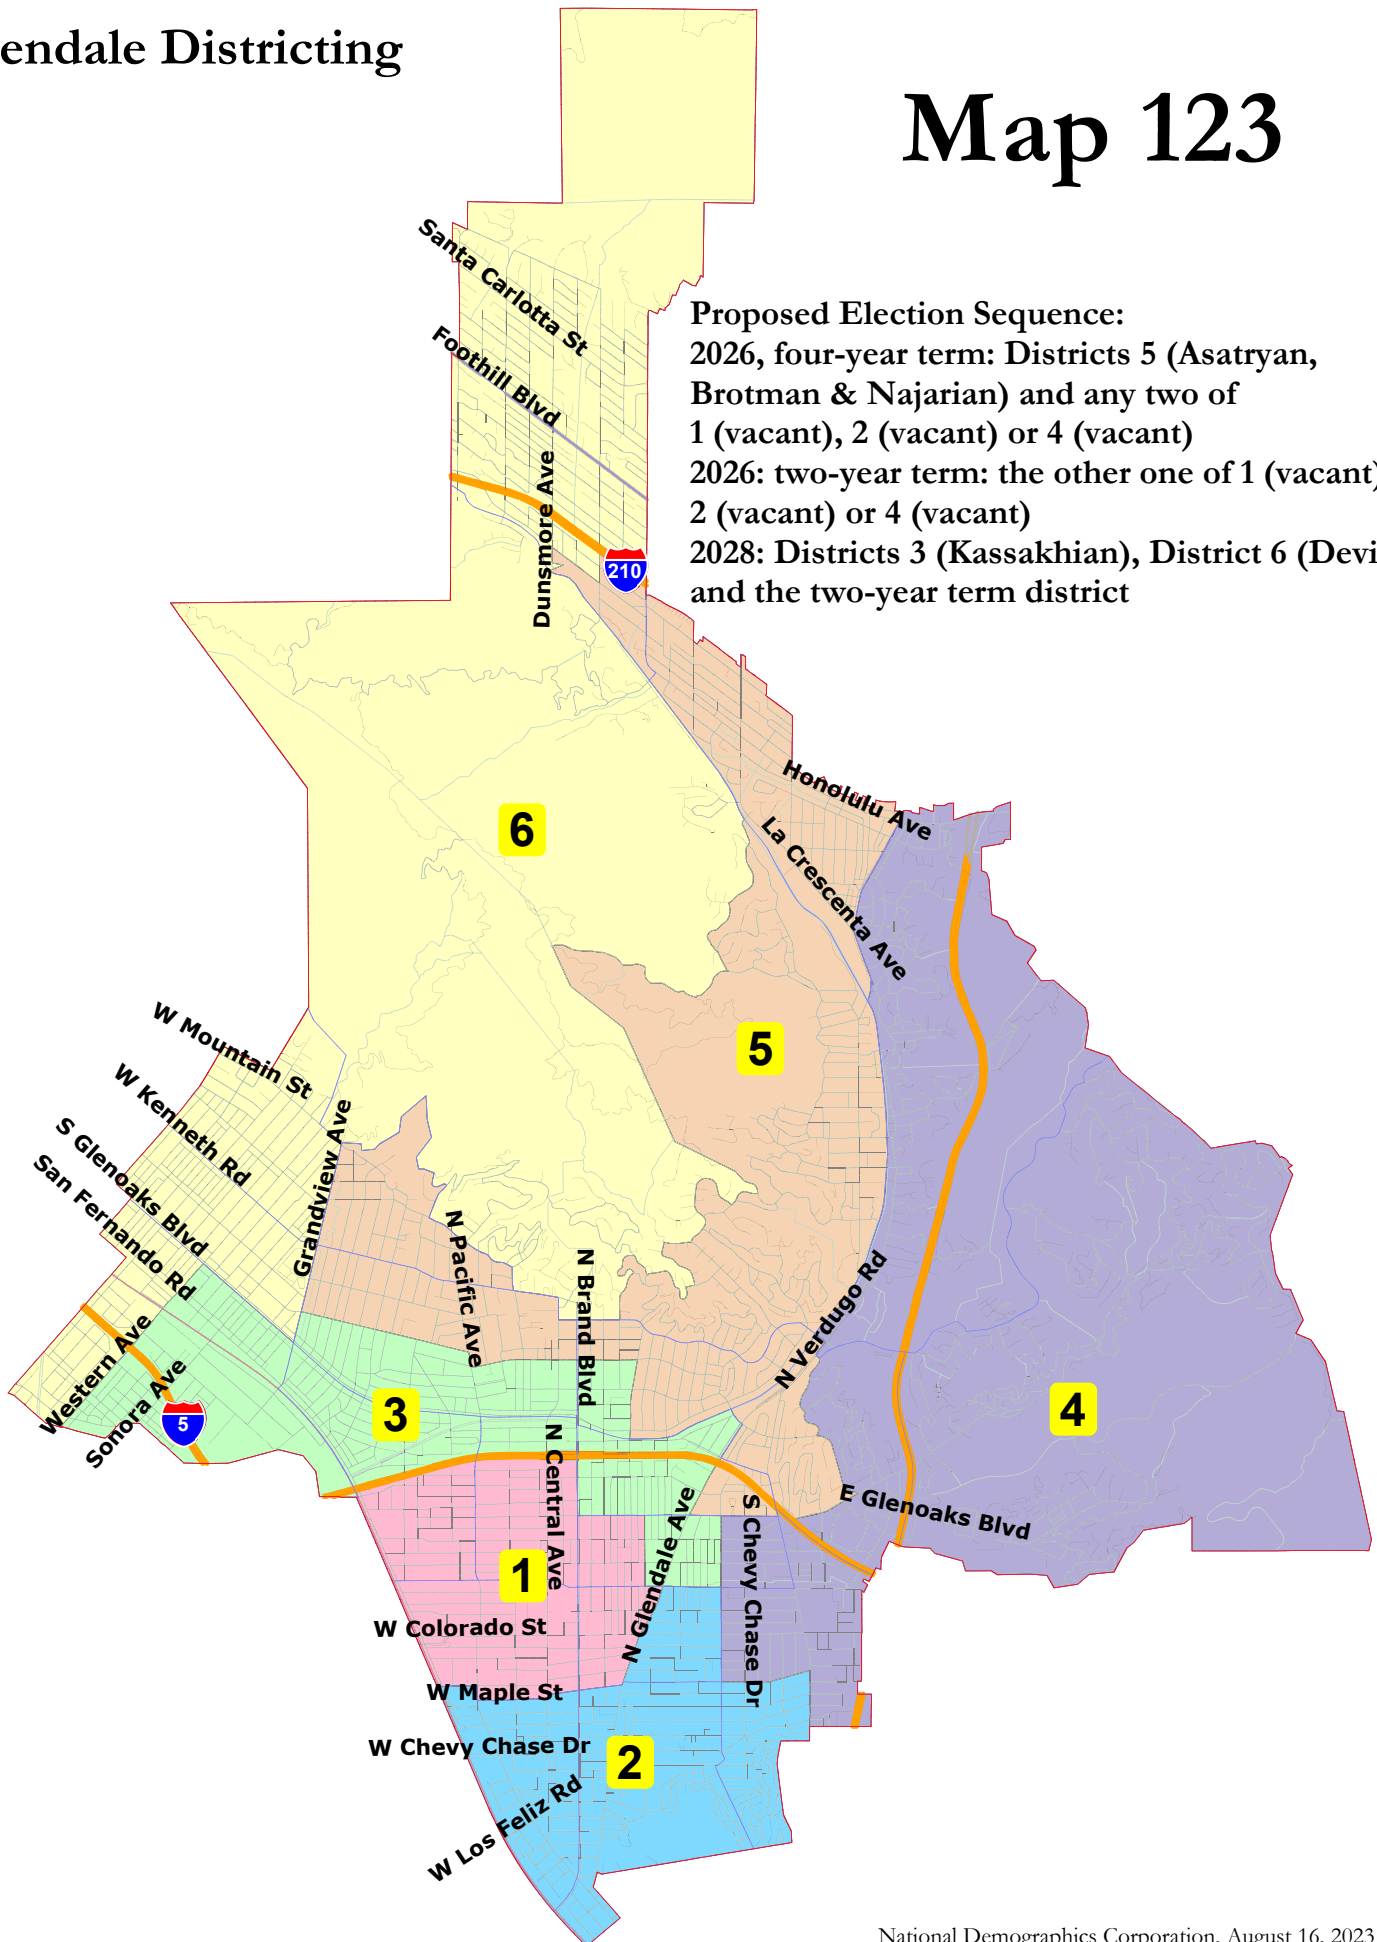 endale Districting
Map 123
Proposed Election Sequence:
2026, four-year term: Districts 5 (Asatryan,
Brotman & Najarian) and any two of
1 (vacant), 2 (vacant) or 4 (vacant)
2026: two-year term: the other one of 1 (vacant)
2 (vacant) or 4 (vacant)
2028: Districts 3 (Kassakhian), District 6 (Devi
and the two-year term district
Santa Carlotta St
Foothill Blvd
Dunsmore Ave
210
Honolulu Ave
La Crescenta Ave
6
5
W Mountain St
W Kenneth Rd
S Glenoaks Blvd
San Fernando Rd
Grandview Ave
N Pacific Ave
N Brand Blvd
N Verdugo Rd
Western Ave
Sonora Ave
5
3
4
N Central Ave
E Glenoaks Blvd
N Glendale Ave
S Chevy Chase Dr
1
W Colorado St
W Maple St
W Chevy Chase Dr
2
W Los Feliz Rd
National Demographics Corporation, August 16, 2023